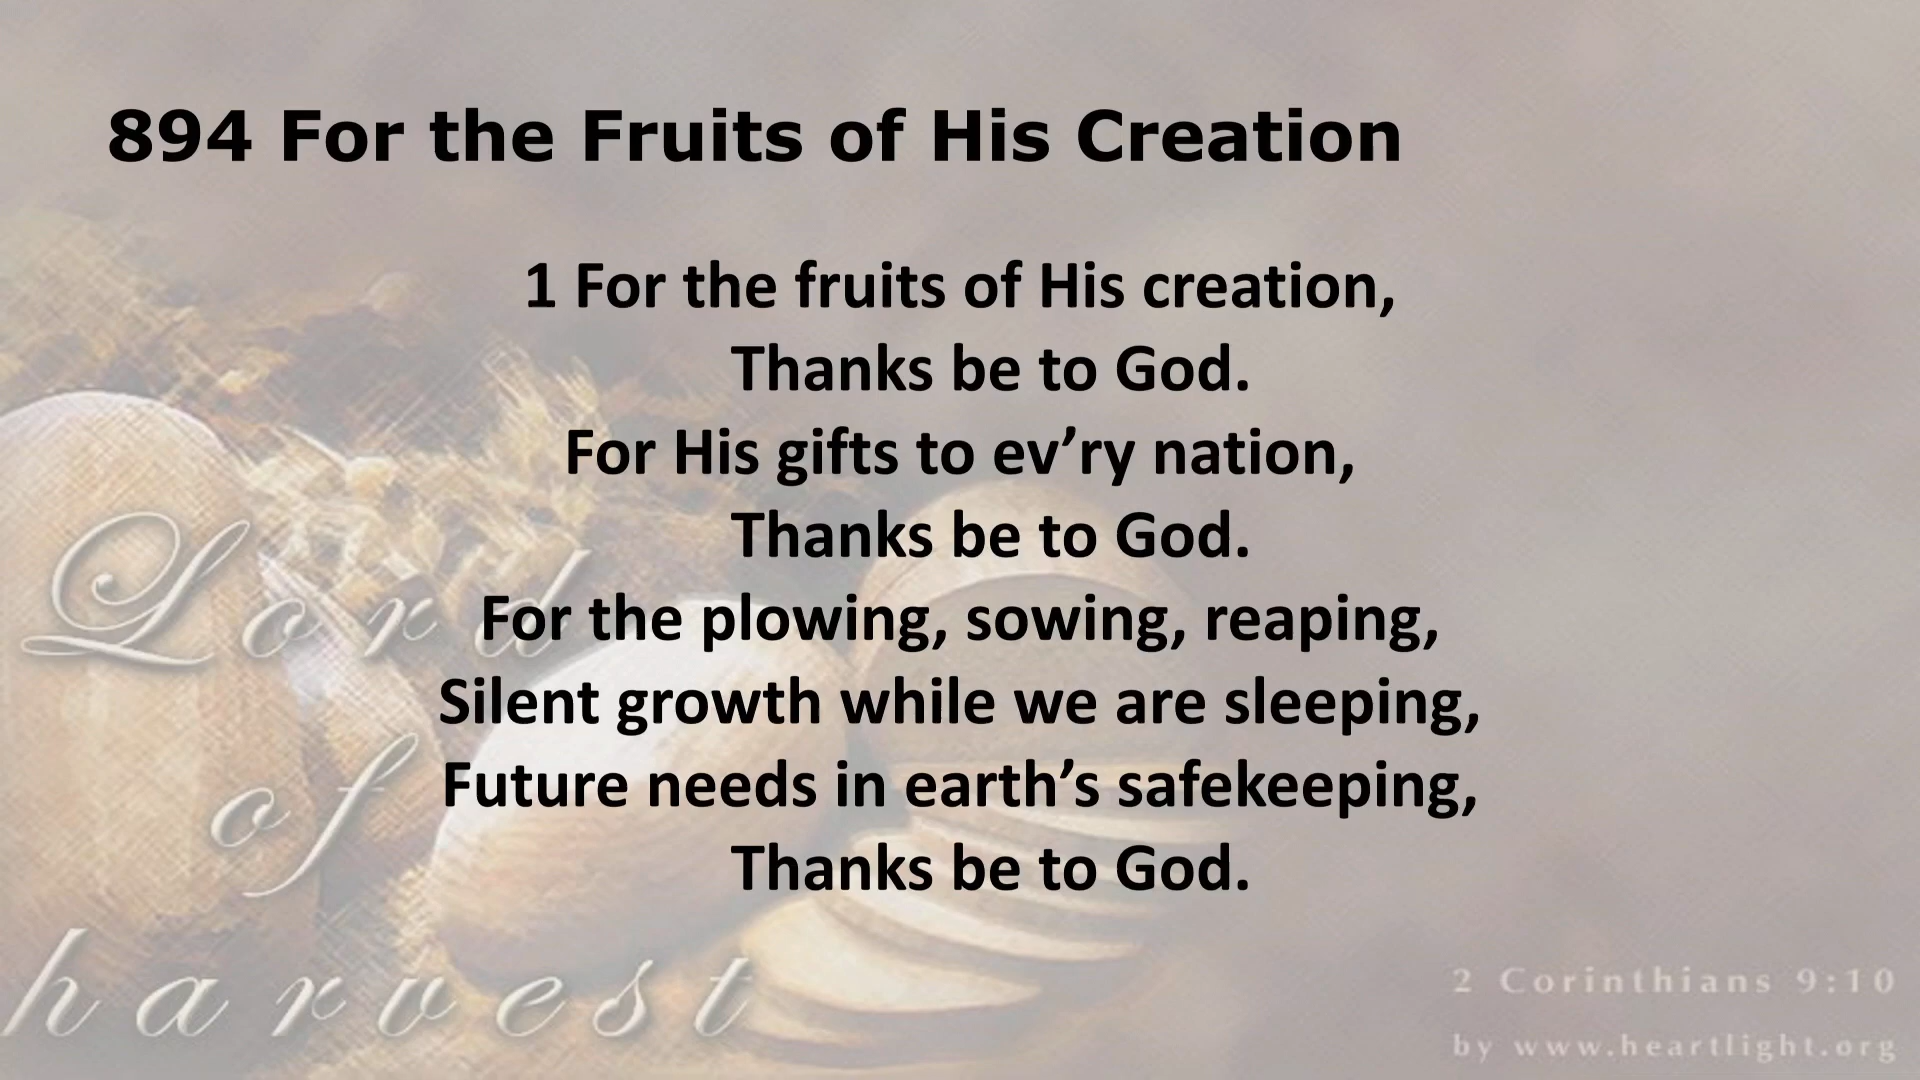 894 For the Fruits of His Creation
1 For the fruits of His creation,
Thanks be to God.
For His gifts to ev’ry nation,
Thanks be to God.
For the plowing, sowing, reaping,
Silent growth while we are sleeping,
Future needs in earth’s safekeeping,
Thanks be to God.
Lord
of
harvest
2 Corinthians 9:10
by www.heartlight.org